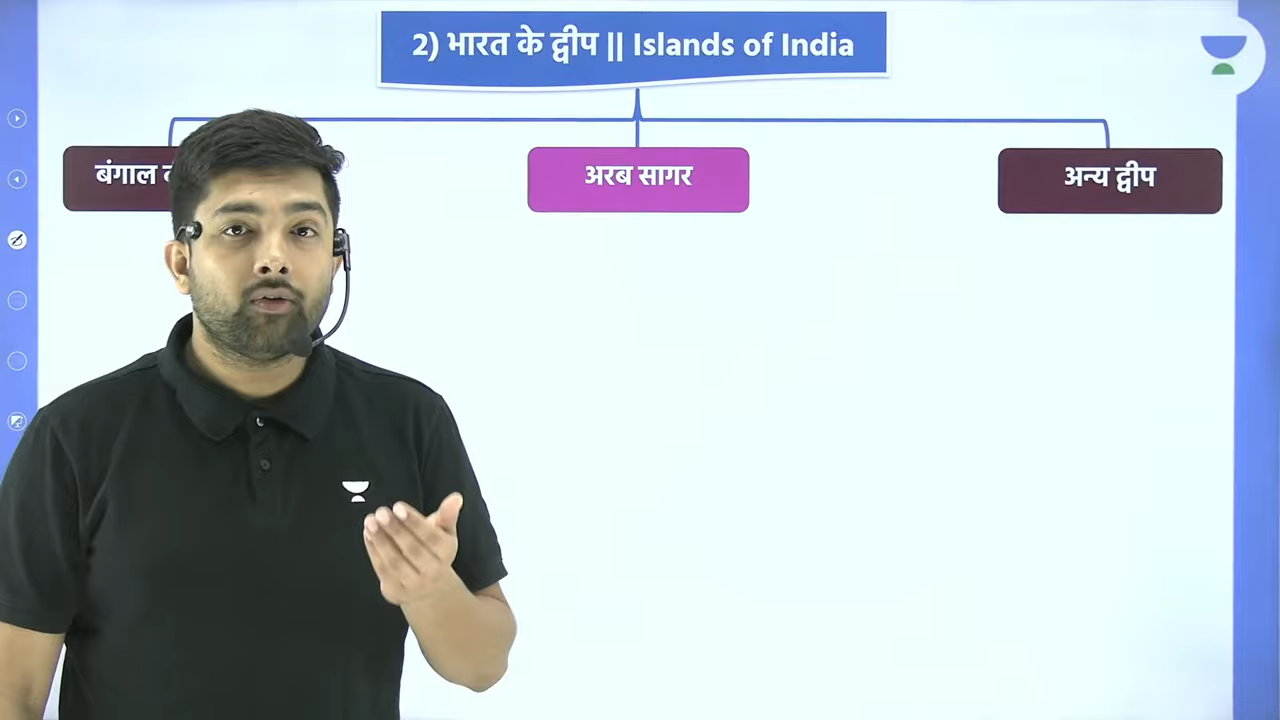 2) भारत के द्वीप || Islands of India
बंगाल
अरब सागर
अन्य द्वीप